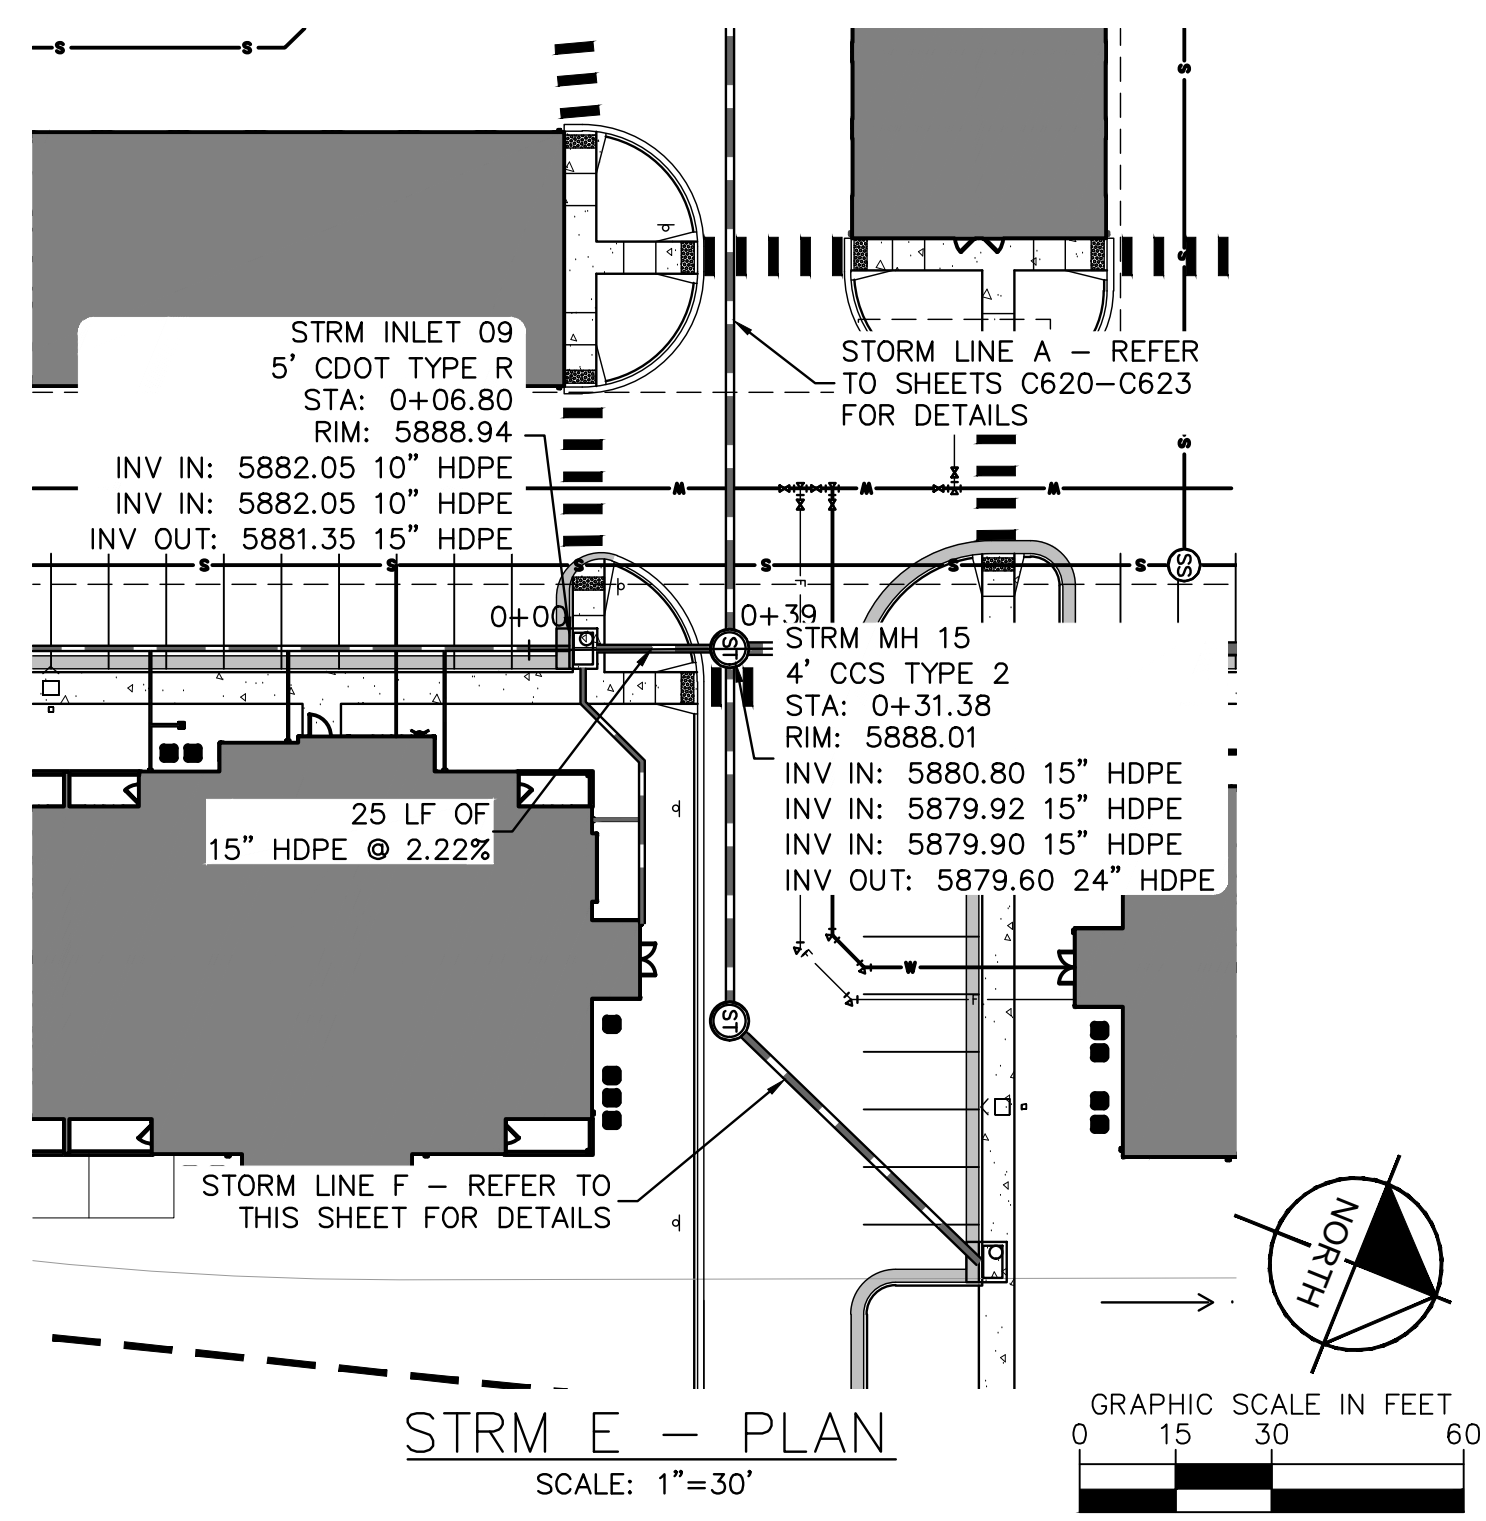 S S
S
S
STRM INLET 09
5' CDOT TYPE R
STA: 0+06.80
RIM: 5888.94
INV IN: 5882.05 10" HDPE
INV IN: 5882.05 10" HDPE
INV OUT: 5881.35 15" HDPE
STORM LINE A – REFER
TO SHEETS C620–C623
FOR DETAILS
S
W W W
S S S S S S
SS
F
0+00
0+39
ST
STRM MH 15
4' CCS TYPE 2
STA: 0+31.38
RIM: 5888.01
INV IN: 5880.80 15" HDPE
INV IN: 5879.92 15" HDPE
INV IN: 5879.90 15" HDPE
INV OUT: 5879.60 24" HDPE
25 LF OF
15" HDPE @ 2.22%
F
W
F
ST
STORM LINE F – REFER TO
THIS SHEET FOR DETAILS
NORTH
STRM E – PLAN
SCALE: 1"=30'
GRAPHIC SCALE IN FEET
0 15 30 60